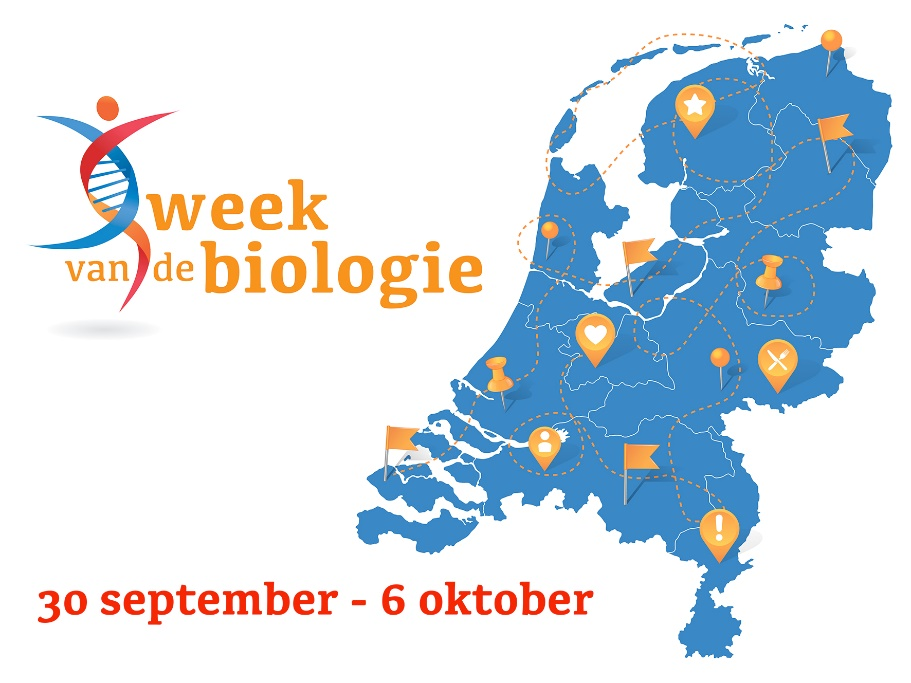 week
van de biologie
30 september - 6 oktober